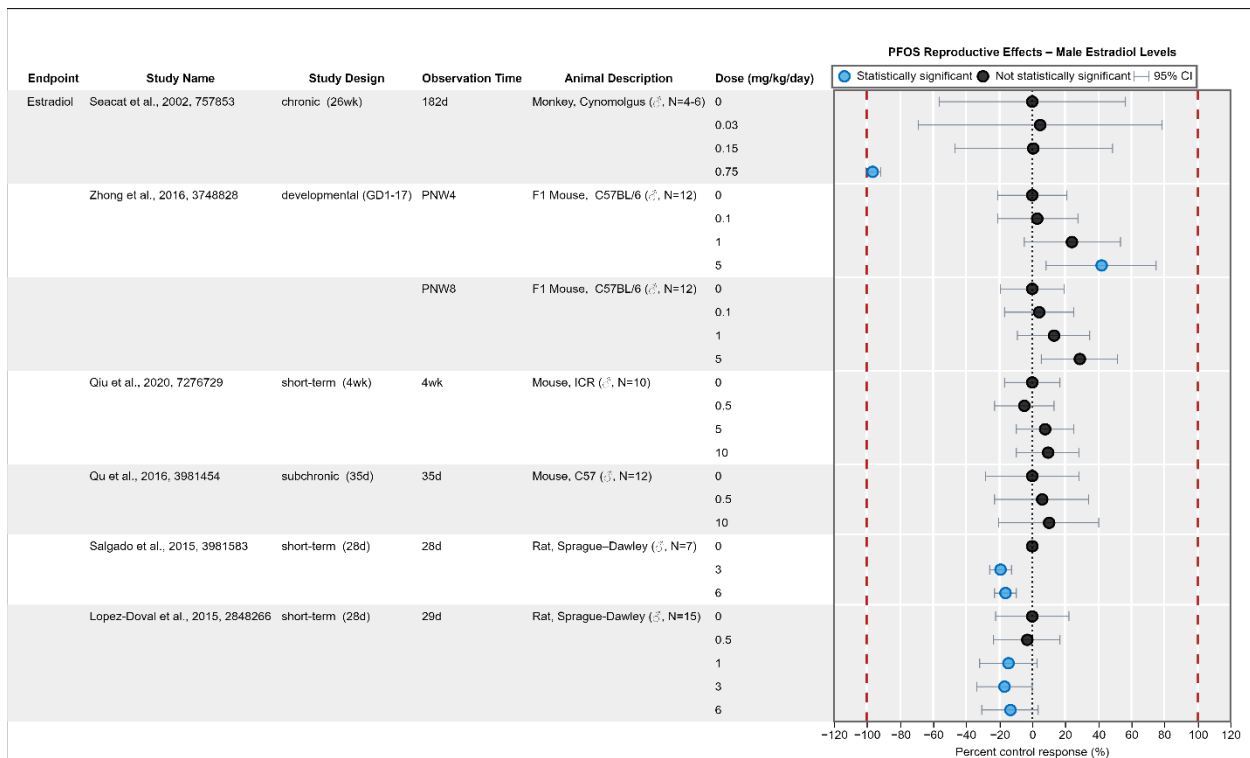 PFOS Reproductive Effects – Male Estradiol Levels
Endpoint Study Name Study Design Observation Time Animal Description Dose (mg/kg/day)
Statistically significant Not statistically significant 95% CI
Estradiol Seacat et al., 2002, 757853 chronic (26wk) 182d Monkey, Cynomolgus (♂, N=4-6) 0
0.03
0.15
0.75
Zhong et al., 2016, 3748828 developmental (GD1-17) PNW4 F1 Mouse, C57BL/6 (♂, N=12) 0
0.1
1
5
PNW8 F1 Mouse, C57BL/6 (♂, N=12) 0
0.1
1
5
Qiu et al., 2020, 7276729 short-term (4wk) 4wk Mouse, ICR (♂, N=10) 0
0.5
5
10
Qu et al., 2016, 3981454 subchronic (35d) 35d Mouse, C57 (♂, N=12) 0
0.5
10
Salgado et al., 2015, 3981583 short-term (28d) 28d Rat, Sprague-Dawley (♂, N=7) 0
3
6
Lopez-Doval et al., 2015, 2848266 short-term (28d) 29d Rat, Sprague-Dawley (♂, N=15) 0
0.5
1
3
6
−120 −100 −80 −60 −40 −20 0 20 40 60 80 100 120
Percent control response (%)